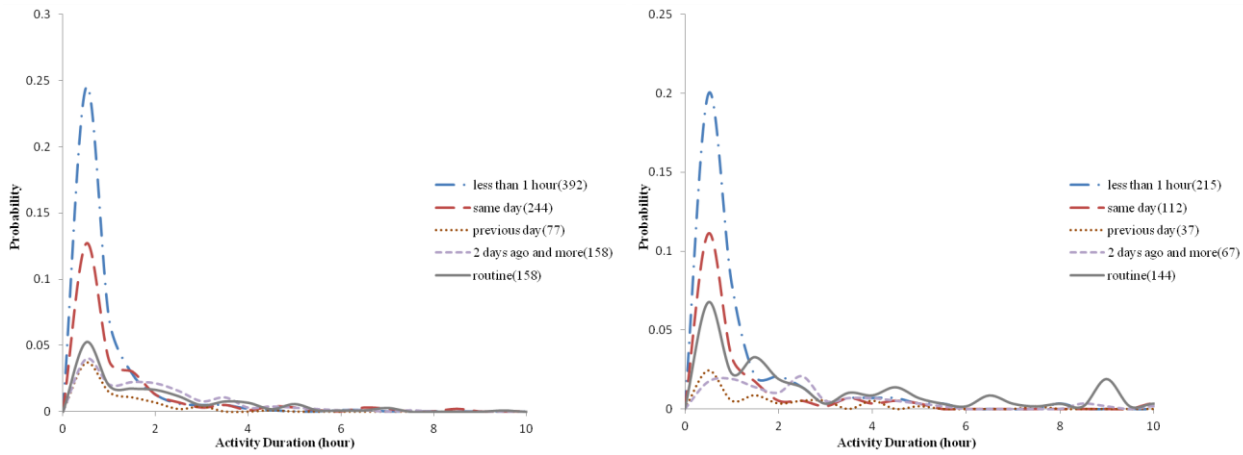 0.3
0.25
0.2
0.15
0.1
0.05
0
Probability
less than 1 hour(392)
same day(244)
previous day(77)
2 days ago and more(158)
routine(158)
0 2 4 6 8 10
Activity Duration (hour)
0.25
0.2
0.15
0.1
0.05
0
Probability
less than 1 hour(215)
same day(112)
previous day(37)
2 days ago and more(67)
routine(144)
0 2 4 6 8 10
Activity Duration (hour)